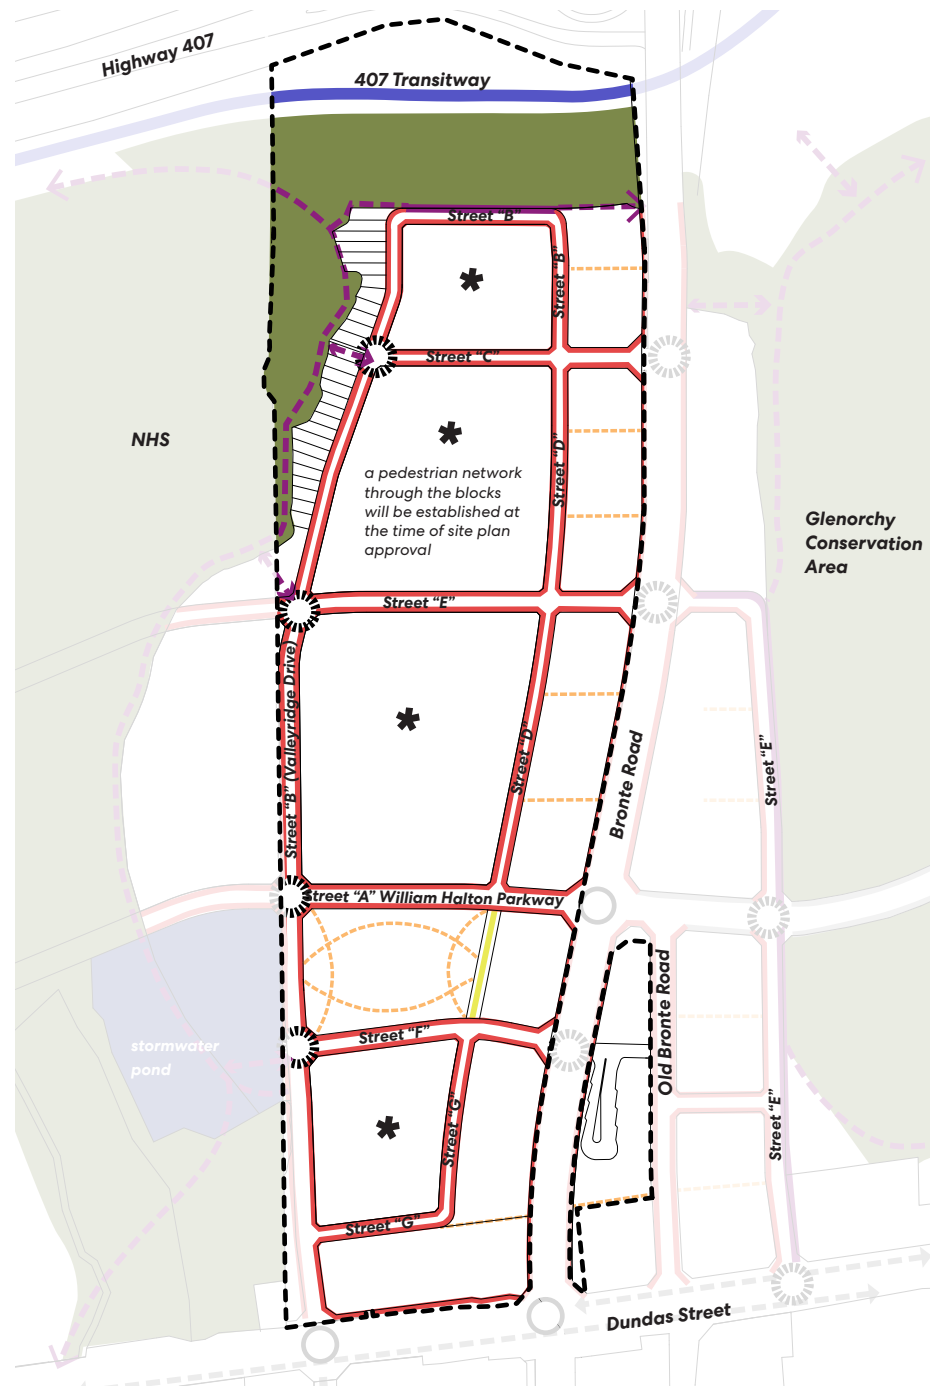 Highway 407
407 Transitway
Street "B"
Street "B"
*
Street "C"
*
NHS
Street "D"
a pedestrian network
through the blocks
will be established at
the time of site plan
approval
Glenorchy
Conservation
Area
Street "E"
Street "B" (Valleyridge Drive)
*
Street "D"
Bronte Road
Street "E"
treet "A" William Halton Parkway
Street "F"
Old Bronte Road
stormwater
pond
*
Street "G"
Street "E"
Street "G"
Dundas Street